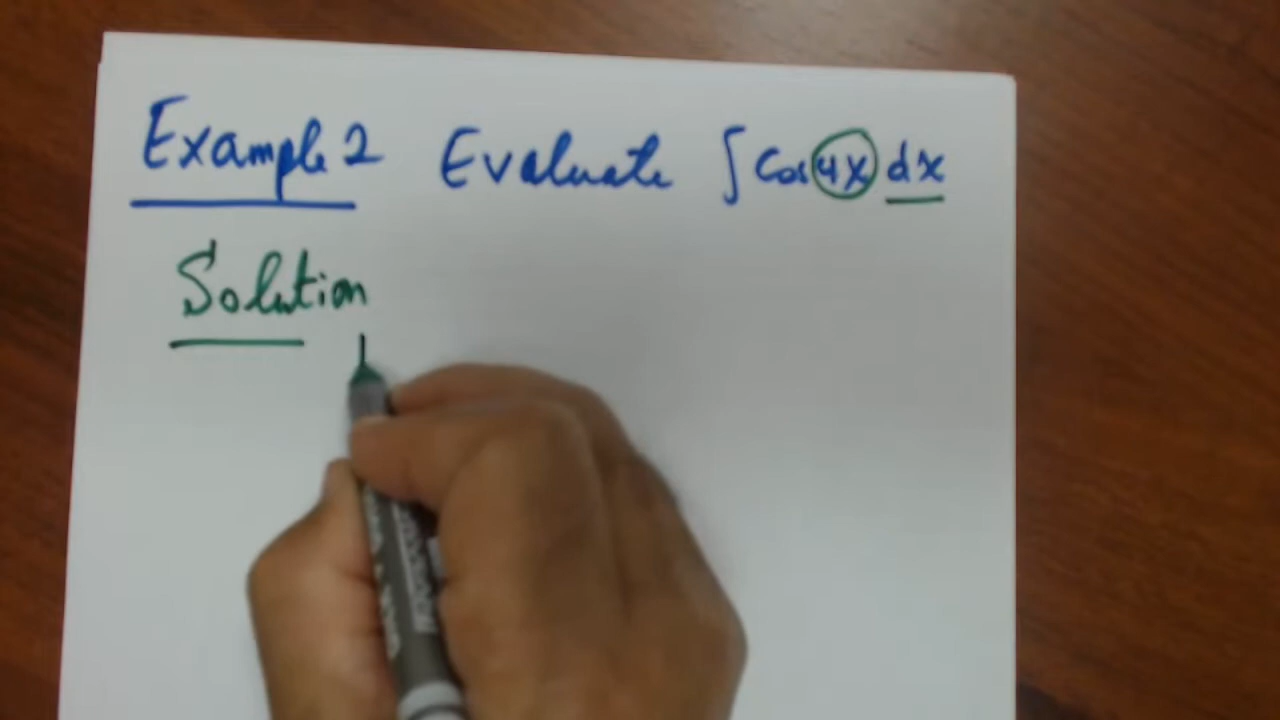 Example 2 Evaluate ∫ Cos 4x dx
Solution